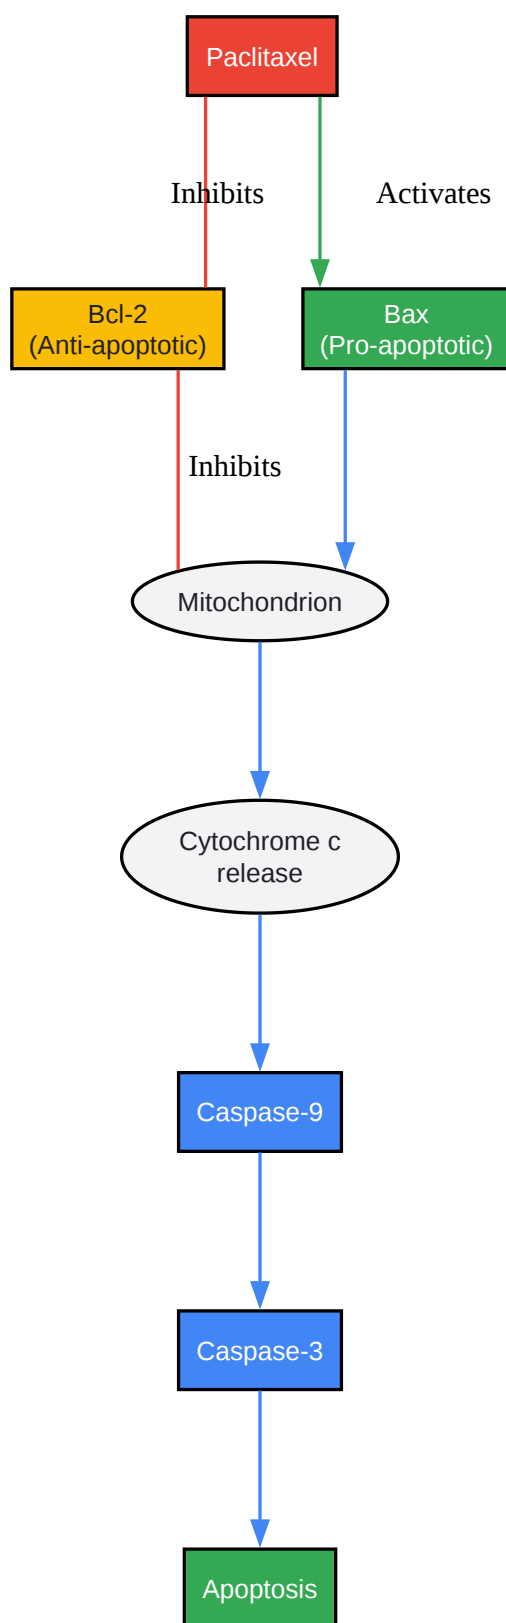 Paclitaxel
Inhibits
Activates
Bcl-2
(Anti-apoptotic)
Bax
(Pro-apoptotic)
Inhibits
Mitochondrion
Cytochrome c
release
Caspase-9
Caspase-3
Apoptosis